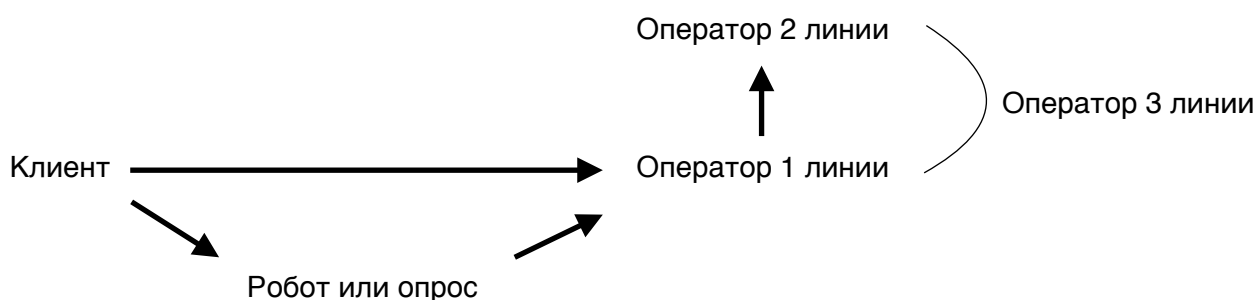 Оператор 2 линии
Оператор 3 линии
Клиент
Оператор 1 линии
Робот или опрос